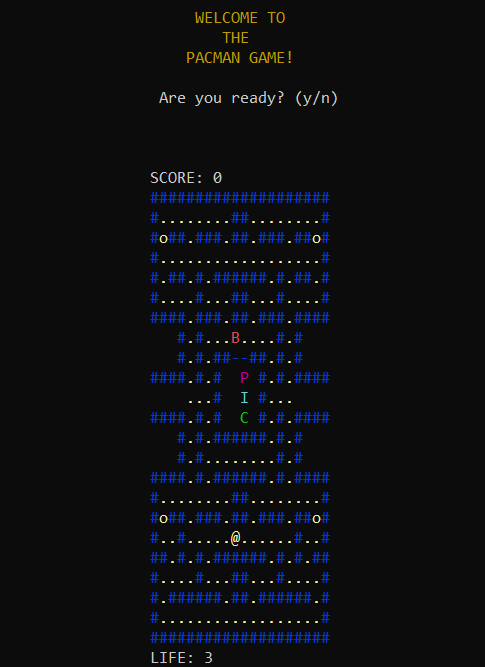 WELCOME TO
THE
PACMAN GAME!
Are you ready? (y/n)
SCORE: 0
####################
#........##........#
#o##.###.##.###.##o#
#..................#
#.##.#.######.#.##.#
#....#...##...#....#
####.###.##.###.####
   #.#...B....#.#
   #.#.##--##.#.#
####.#.#  P #.#.####
    ...#  I #...
####.#.#  C #.#.####
   #.#.######.#.#
   #.#........#.#
####.#.######.#.####
#........##........#
#o##.###.##.###.##o#
#..#.....@......#..#
##.#.#.######.#.#.##
#....#...##...#....#
#.######.##.######.#
#..................#
####################
LIFE: 3